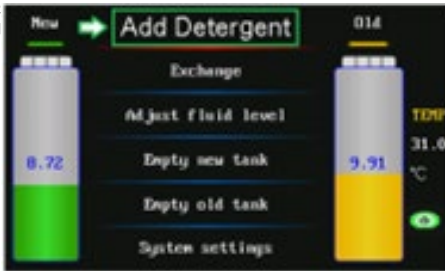 New
Add Detergent
Old
Exchange
Adjust fluid level
TEMP
31.0
8.72
Empty new tank
9.91
°C
Empty old tank
System settings